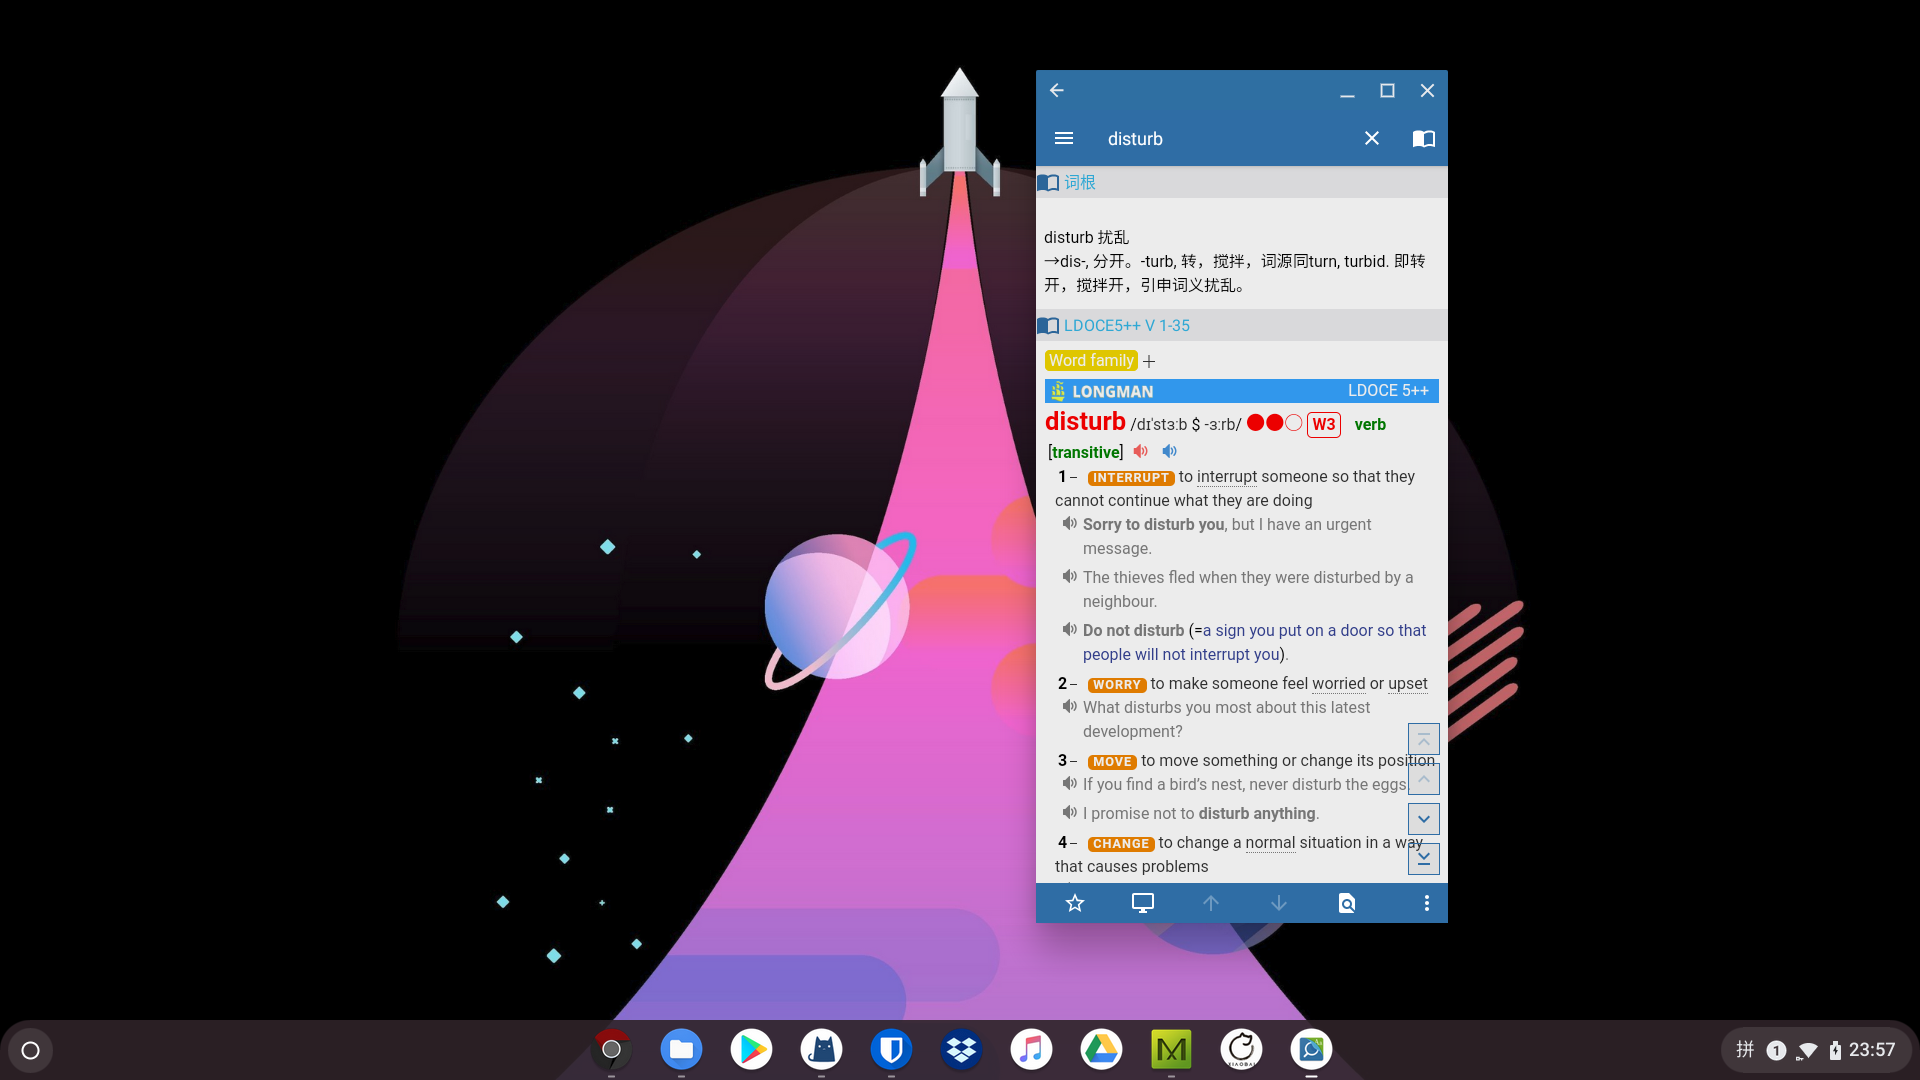 disturb
词根
disturb 扰乱
→dis-, 分开。-turb, 转，搅拌，词源同turn, turbid. 即转
开，搅拌开，引申词义扰乱。
LDOCE5++ V 1-35
Word family +
LONGMAN LDOCE 5++
disturb /dɪˈstɜːb $ -ɜːrb/ ●●○ W3 verb
[transitive]
1 – INTERRUPT to interrupt someone so that they
cannot continue what they are doing
Sorry to disturb you, but I have an urgent
message.
The thieves fled when they were disturbed by a
neighbour.
Do not disturb (=a sign you put on a door so that
people will not interrupt you).
2 – WORRY to make someone feel worried or upset
What disturbs you most about this latest
development?
3 – MOVE to move something or change its position
If you find a bird’s nest, never disturb the eggs.
I promise not to disturb anything.
4 – CHANGE to change a normal situation in a way
that causes problems
M
拼 1 23:57